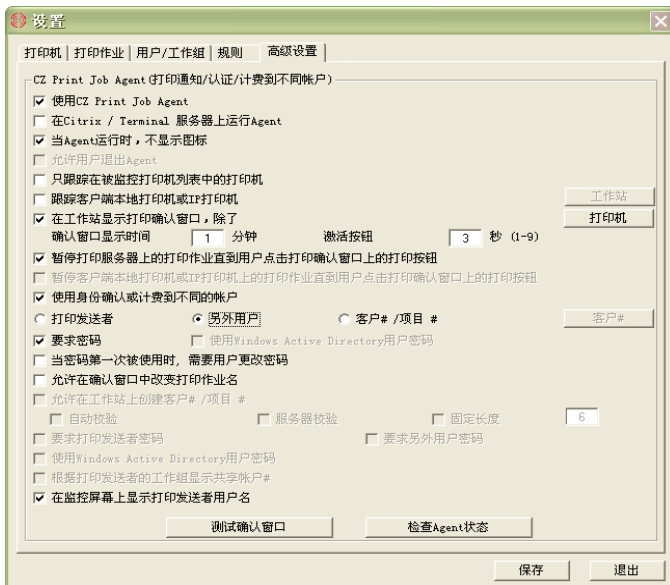 设置
打印机 打印作业 用户/工作组 规则 高级设置
CZ Print Job Agent(打印通知/认证/计费到不同帐户)
使用CZ Print Job Agent
在Citrix / Terminal 服务器上运行Agent
当Agent运行时,不显示图标
允许用户退出Agent
只跟踪在被监控打印机列表中的打印机
跟踪客户端本地打印机或IP打印机
工作站
在工作站显示打印确认窗口,除了
打印机
确认窗口显示时间 1 分钟 激活按钮 3 秒 (1-9)
暂停打印服务器上的打印作业直到用户点击打印确认窗口上的打印按钮
暂停客户端本地打印机或IP打印机上的打印作业直到用户点击打印确认窗口上的打印按钮
使用身份确认或计费到不同的帐户
打印发送者 另外用户 客户# /项目 # 客户#
要求密码 使用Windows Active Directory用户密码
当密码第一次被使用时, 需要用户更改密码
允许在确认窗口中改变打印作业名
允许在工作站上创建客户# /项目 #
自动校验 服务器校验 固定长度 6
要求打印发送者密码 要求另外用户密码
使用Windows Active Directory用户密码
根据打印发送者的工作组显示共享帐户#
在监控屏幕上显示打印发送者用户名
测试确认窗口 检查Agent状态
保存 退出